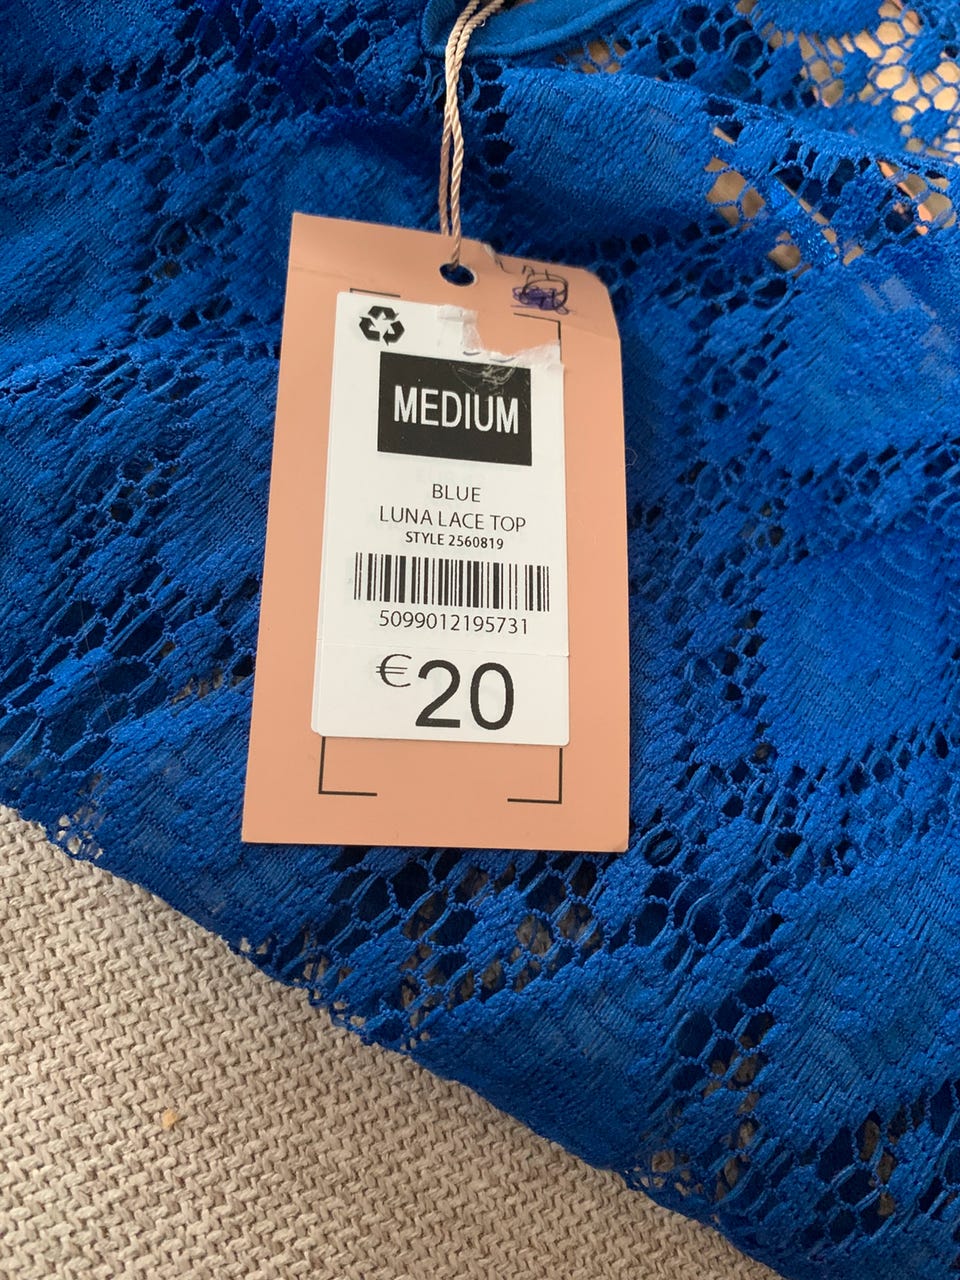 MEDIUM
BLUE
LUNA LACE TOP
STYLE 2560819
5099012195731
€20